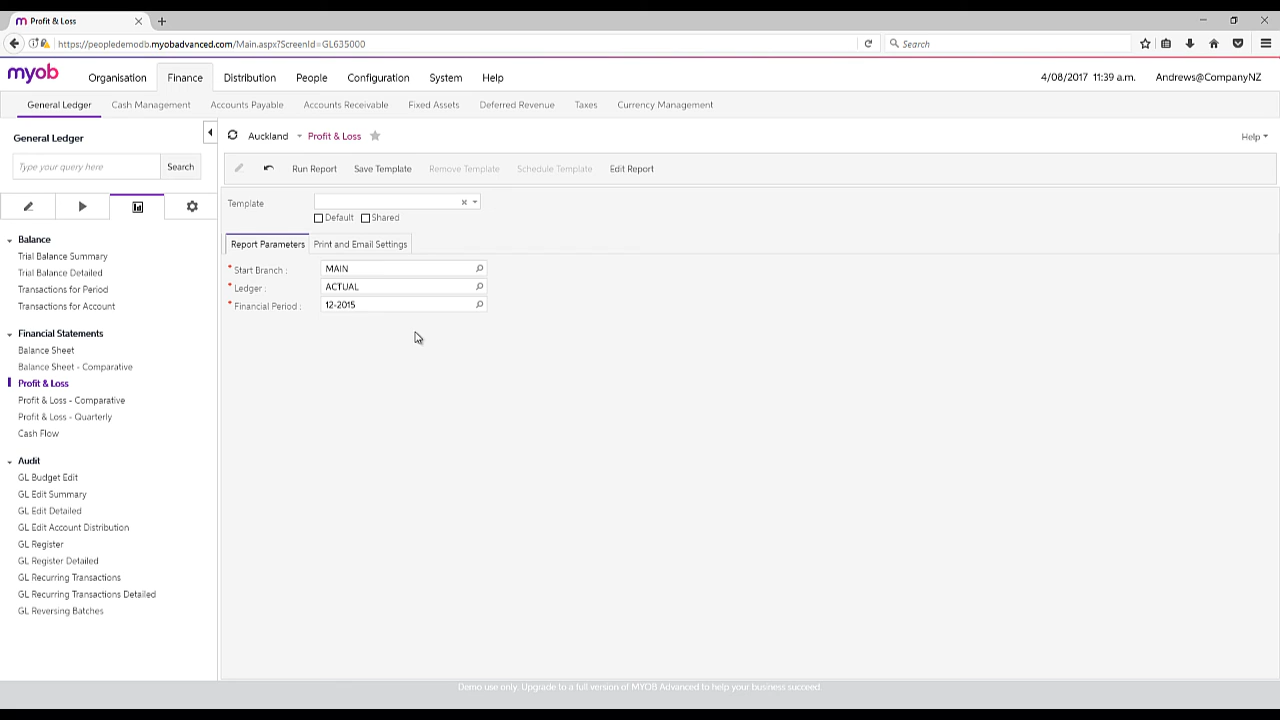 Profit & Loss
https://peopledemodb.myobadvanced.com/Main.aspx?ScreenId=GL635000
Search
myob
Organisation Finance Distribution People Configuration System Help
4/08/2017 11:39 a.m. Andrews@CompanyNZ
General Ledger Cash Management Accounts Payable Accounts Receivable Fixed Assets Deferred Revenue Taxes Currency Management
General Ledger
Type your query here Search
Auckland Profit & Loss
Help
Run Report Save Template Remove Template Schedule Template Edit Report
Template
Default Shared
Report Parameters Print and Email Settings
* Start Branch : MAIN
* Ledger : ACTUAL
* Financial Period : 12-2015
Balance
Trial Balance Summary
Trial Balance Detailed
Transactions for Period
Transactions for Account
Financial Statements
Balance Sheet
Balance Sheet - Comparative
Profit & Loss
Profit & Loss - Comparative
Profit & Loss - Quarterly
Cash Flow
Audit
GL Budget Edit
GL Edit Summary
GL Edit Detailed
GL Edit Account Distribution
GL Register
GL Register Detailed
GL Recurring Transactions
GL Recurring Transactions Detailed
GL Reversing Batches
Demo use only. Upgrade to a full version of MYOB Advanced to help your business succeed